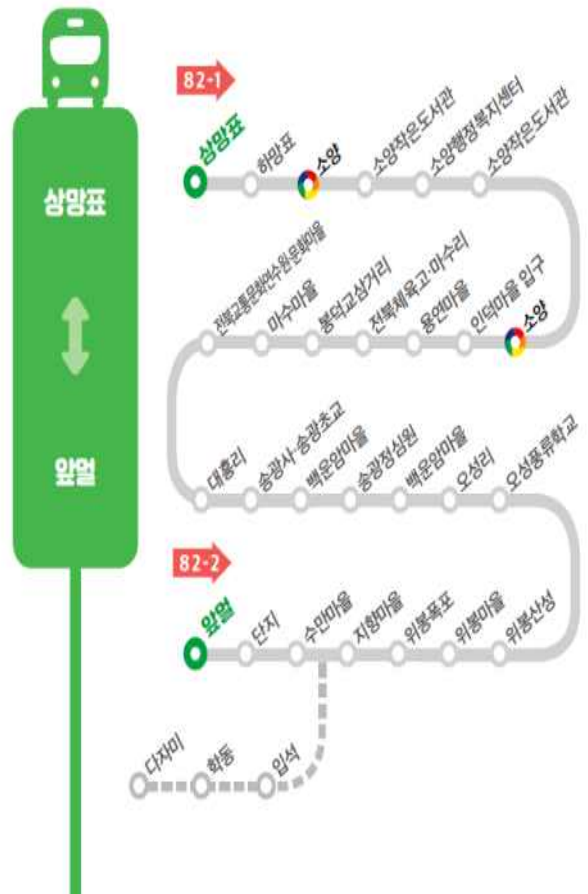 82-1
상망표
하망표
소양
소양작은도서관
소양행정복지센터
소양작은도서관
상망표
앞멀
전북교통문화연수원·문화마을
마수마을
봉덕교삼거리
전북체육고·마수리
용연마을
인덕마을 입구
소양
대흥리
송광사·송광초교
백운암마을
송광정심원
백운암마을
오성리
오성풍류학교
82-2
앞멀
단지
수만마을
지향마을
위봉폭포
위봉마을
위봉산성
다자미
학동
입석